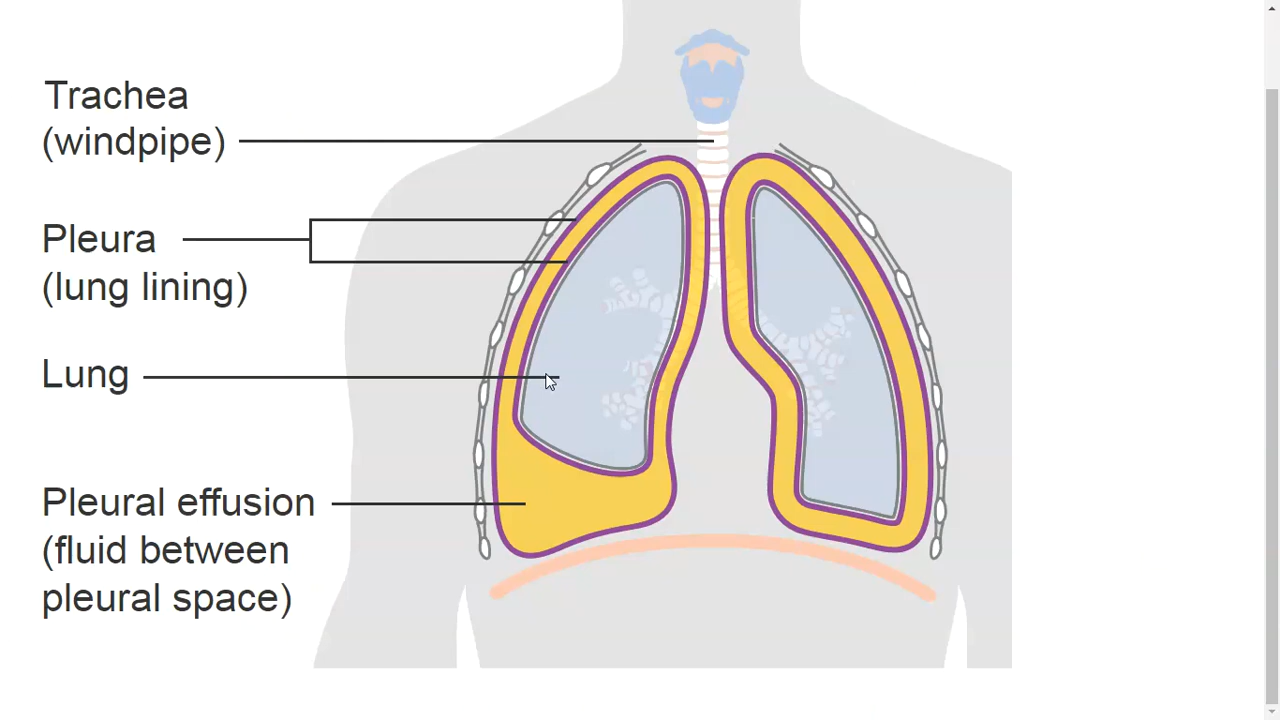 Trachea
(windpipe)
Pleura
(lung lining)
Lung
Pleural effusion
(fluid between
pleural space)